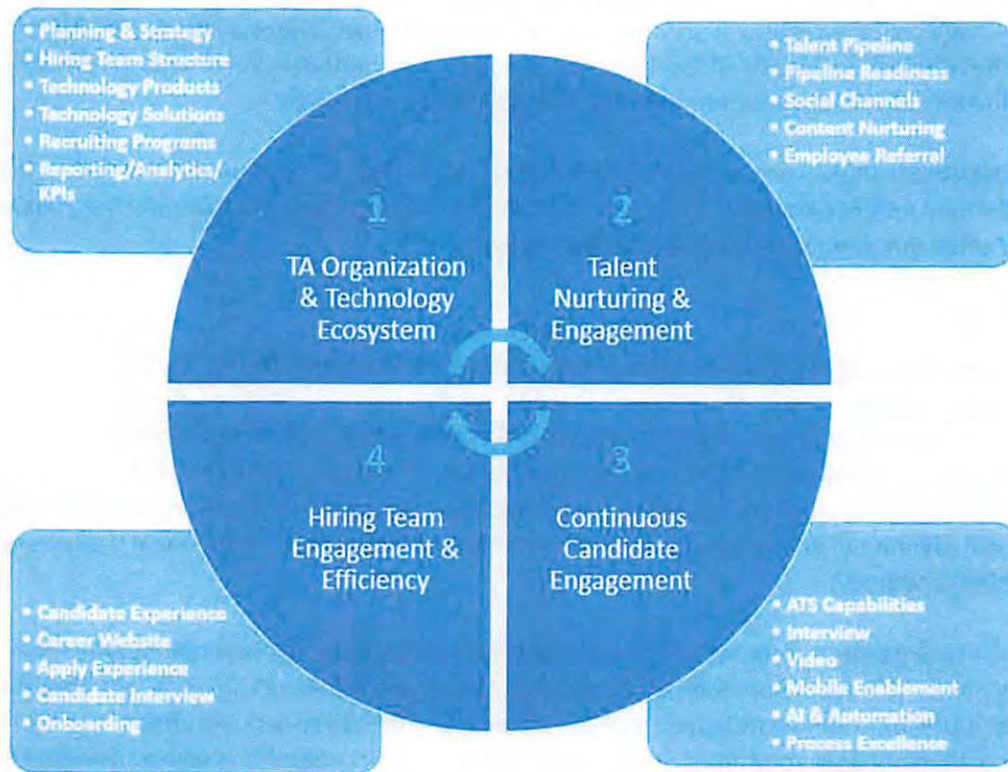 • Planning & Strategy
• Hiring Team Structure
• Technology Products
• Technology Solutions
• Recruiting Programs
• Reporting/Analytics/
KPIs
• Talent Pipeline
• Pipeline Readiness
• Social Channels
• Content Nurturing
• Employee Referral
1
TA Organization
& Technology
Ecosystem
2
Talent
Nurturing &
Engagement
4
Hiring Team
Engagement &
Efficiency
3
Continuous
Candidate
Engagement
• Candidate Experience
• Career Website
• Apply Experience
• Candidate Interview
• Onboarding
• ATS Capabilities
• Interview
• Video
• Mobile Enablement
• AI & Automation
• Process Excellence